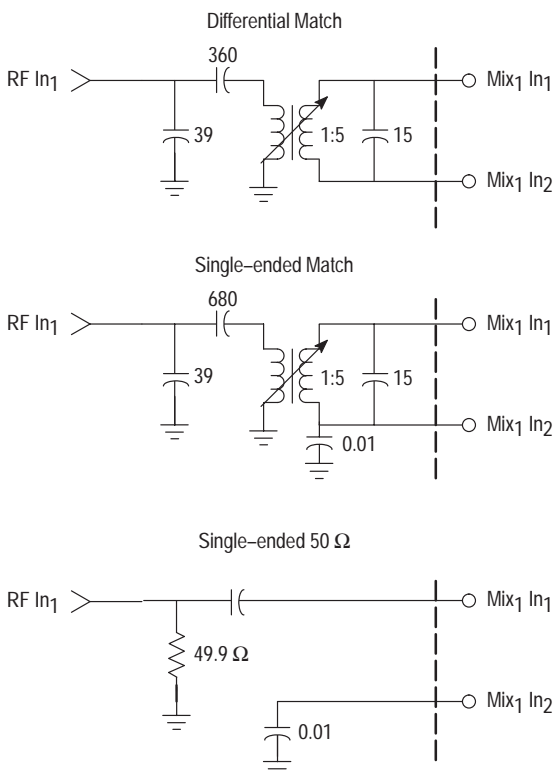 Differential Match
360
RF In1
39
1:5
15
Mix1 In1
Mix1 In2
Single–ended Match
680
RF In1
39
1:5
15
0.01
Mix1 In1
Mix1 In2
Single–ended 50 Ω
RF In1
49.9 Ω
0.01
Mix1 In1
Mix1 In2